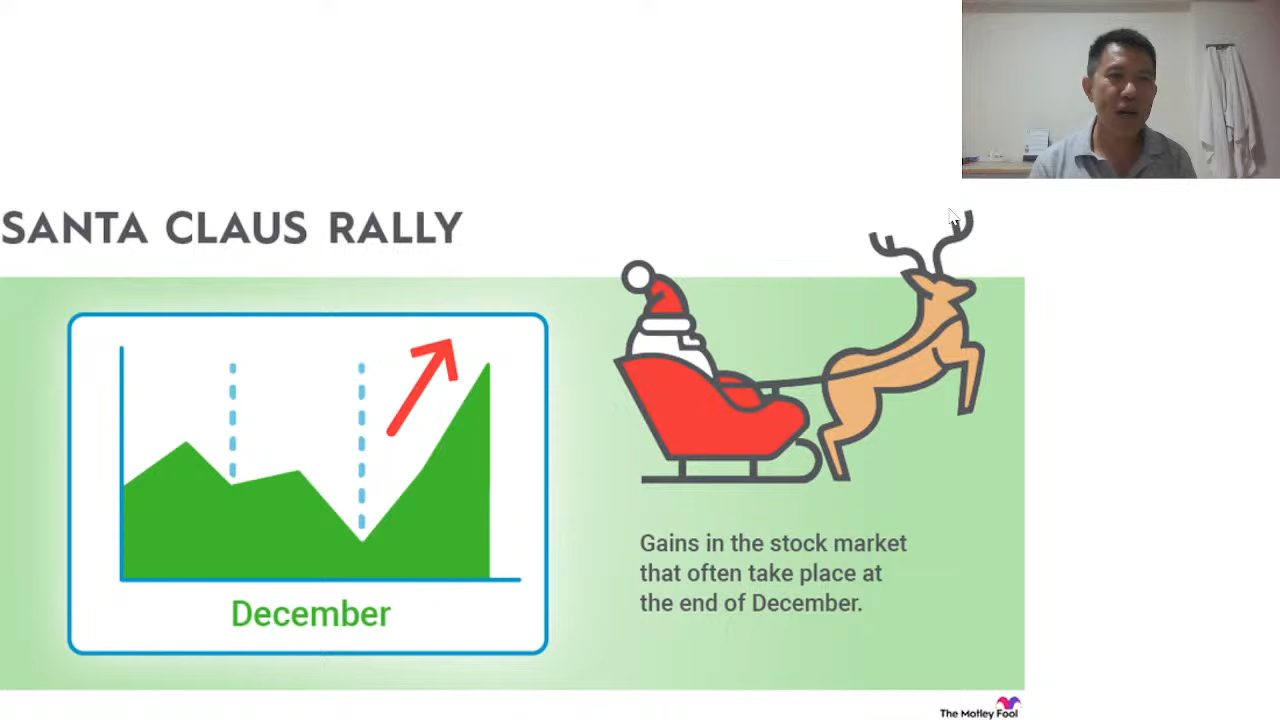 SANTA CLAUS RALLY
December
Gains in the stock market
that often take place at
the end of December.
The Motley Fool